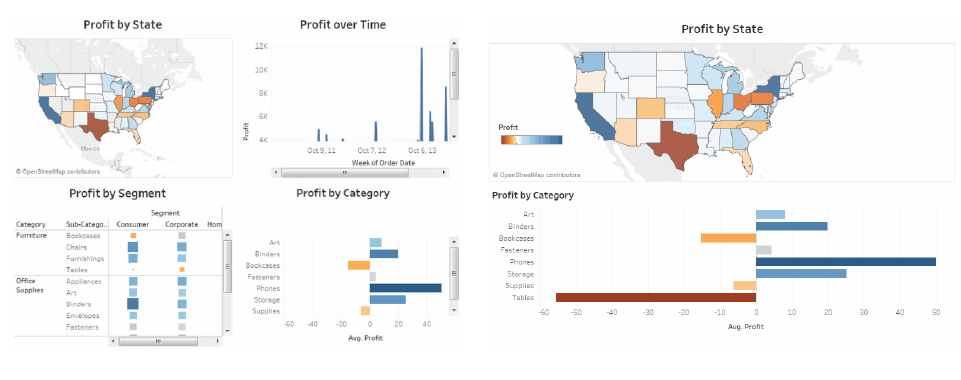 Profit by State
Mexico
© OpenStreetMap contributors
Profit over Time
12K
10K
8K
6K
4K
Profit
Oct 9, 11
Oct 7, 12
Oct 6, 13
Week of Order Date
Profit by Segment
Segment
Category Sub-Catego.. Consumer Corporate Hom
Furniture Bookcases
Chairs
Furnishings
Tables
Office Supplies Appliances
Art
Binders
Envelopes
Fasteners
Profit by Category
Art
Binders
Bookcases
Fasteners
Phones
Storage
Supplies
-60 -40 -20 0 20 40
Avg. Profit
Profit by State
Profit
© OpenStreetMap contributors
Profit by Category
Art
Binders
Bookcases
Fasteners
Phones
Storage
Supplies
Tables
-60 -50 -40 -30 -20 -10 0 10 20 30 40 50
Avg. Profit